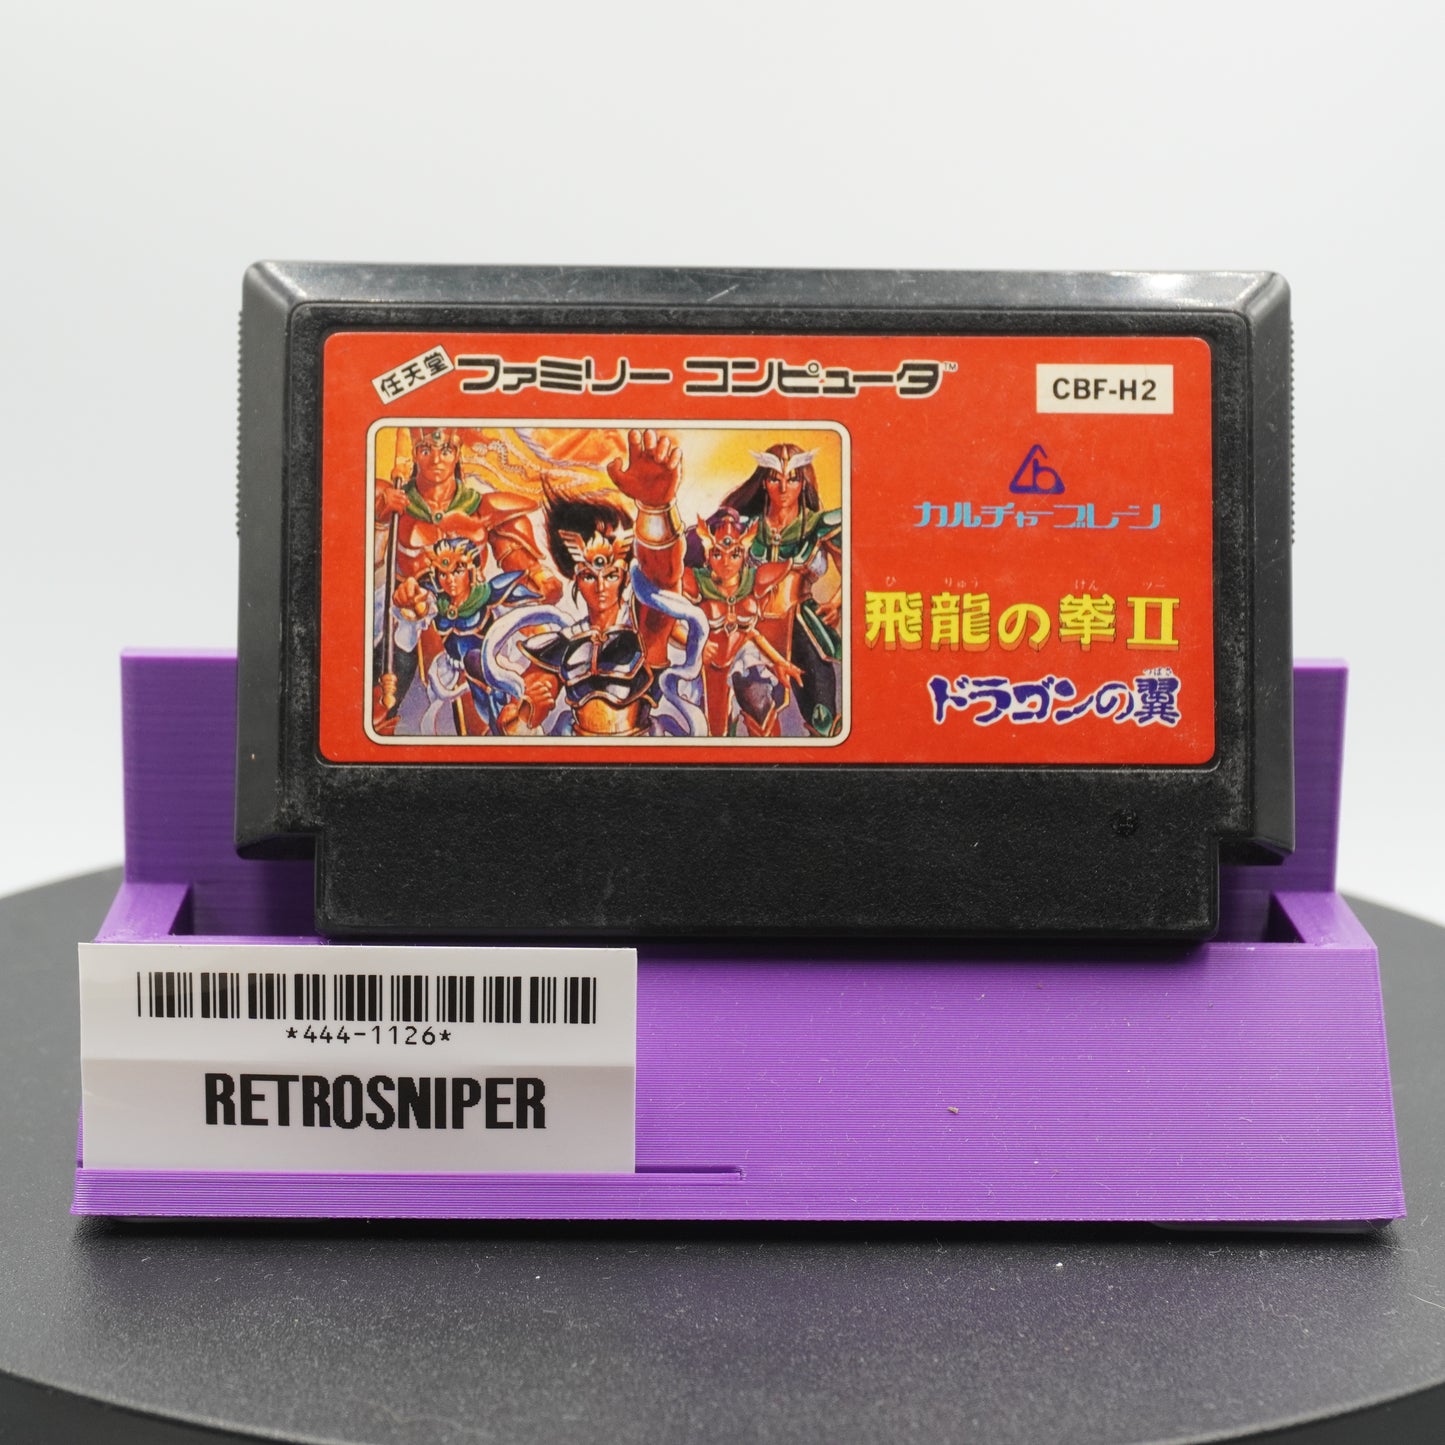 任天堂 ファミリー コンピュータ™
CBF-H2
カルチャーブレーン
ひ りゅう けん ツー
飛龍の拳II
つばさ
ドラゴンの翼
*444-1126*
RETROSNIPER